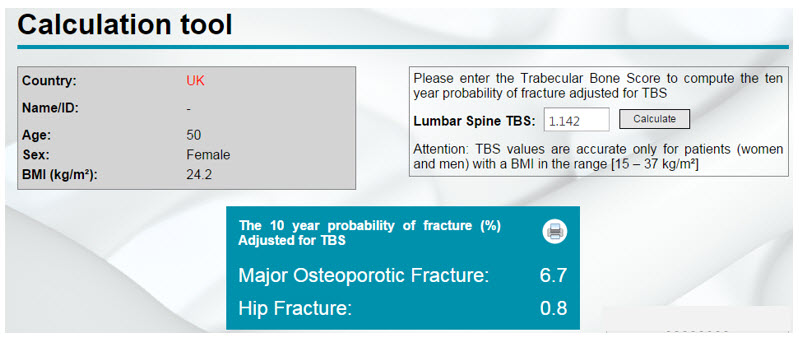 Calculation tool
Country: UK
Name/ID: -
Age: 50
Sex: Female
BMI (kg/m²): 24.2
Please enter the Trabecular Bone Score to compute the ten
year probability of fracture adjusted for TBS
Lumbar Spine TBS: 1.142 Calculate
Attention: TBS values are accurate only for patients (women
and men) with a BMI in the range [15 – 37 kg/m²]
The 10 year probability of fracture (%)
Adjusted for TBS
Major Osteoporotic Fracture: 6.7
Hip Fracture: 0.8